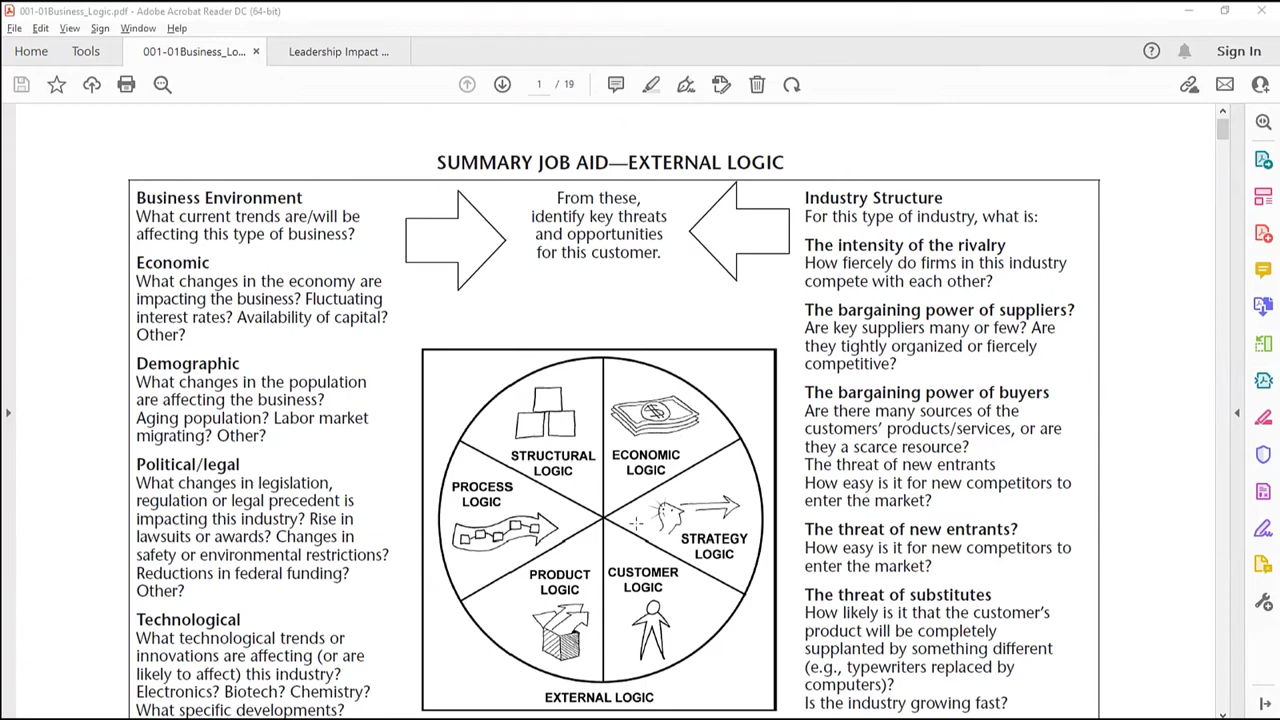 001-01Business_Logic.pdf - Adobe Acrobat Reader DC (64-bit)
File Edit View Sign Window Help
Home Tools 001-01Business_Lo... × Leadership Impact ... Sign In
1 / 19
SUMMARY JOB AID—EXTERNAL LOGIC
Business Environment
What current trends are/will be
affecting this type of business?
Economic
What changes in the economy are
impacting the business? Fluctuating
interest rates? Availability of capital?
Other?
Demographic
What changes in the population
are affecting the business?
Aging population? Labor market
migrating? Other?
Political/legal
What changes in legislation,
regulation or legal precedent is
impacting this industry? Rise in
lawsuits or awards? Changes in
safety or environmental restrictions?
Reductions in federal funding?
Other?
Technological
What technological trends or
innovations are affecting (or are
likely to affect) this industry?
Electronics? Biotech? Chemistry?
What specific developments?
From these,
identify key threats
and opportunities
for this customer.
STRUCTURAL
LOGIC
ECONOMIC
LOGIC
PROCESS
LOGIC
STRATEGY
LOGIC
PRODUCT
LOGIC
CUSTOMER
LOGIC
EXTERNAL LOGIC
Industry Structure
For this type of industry, what is:
The intensity of the rivalry
How fiercely do firms in this industry
compete with each other?
The bargaining power of suppliers?
Are key suppliers many or few? Are
they tightly organized or fiercely
competitive?
The bargaining power of buyers
Are there many sources of the
customers' products/services, or are
they a scarce resource?
The threat of new entrants
How easy is it for new competitors to
enter the market?
The threat of new entrants?
How easy is it for new competitors to
enter the market?
The threat of substitutes
How likely is it that the customer's
product will be completely
supplanted by something different
(e.g., typewriters replaced by
computers)?
Is the industry growing fast?